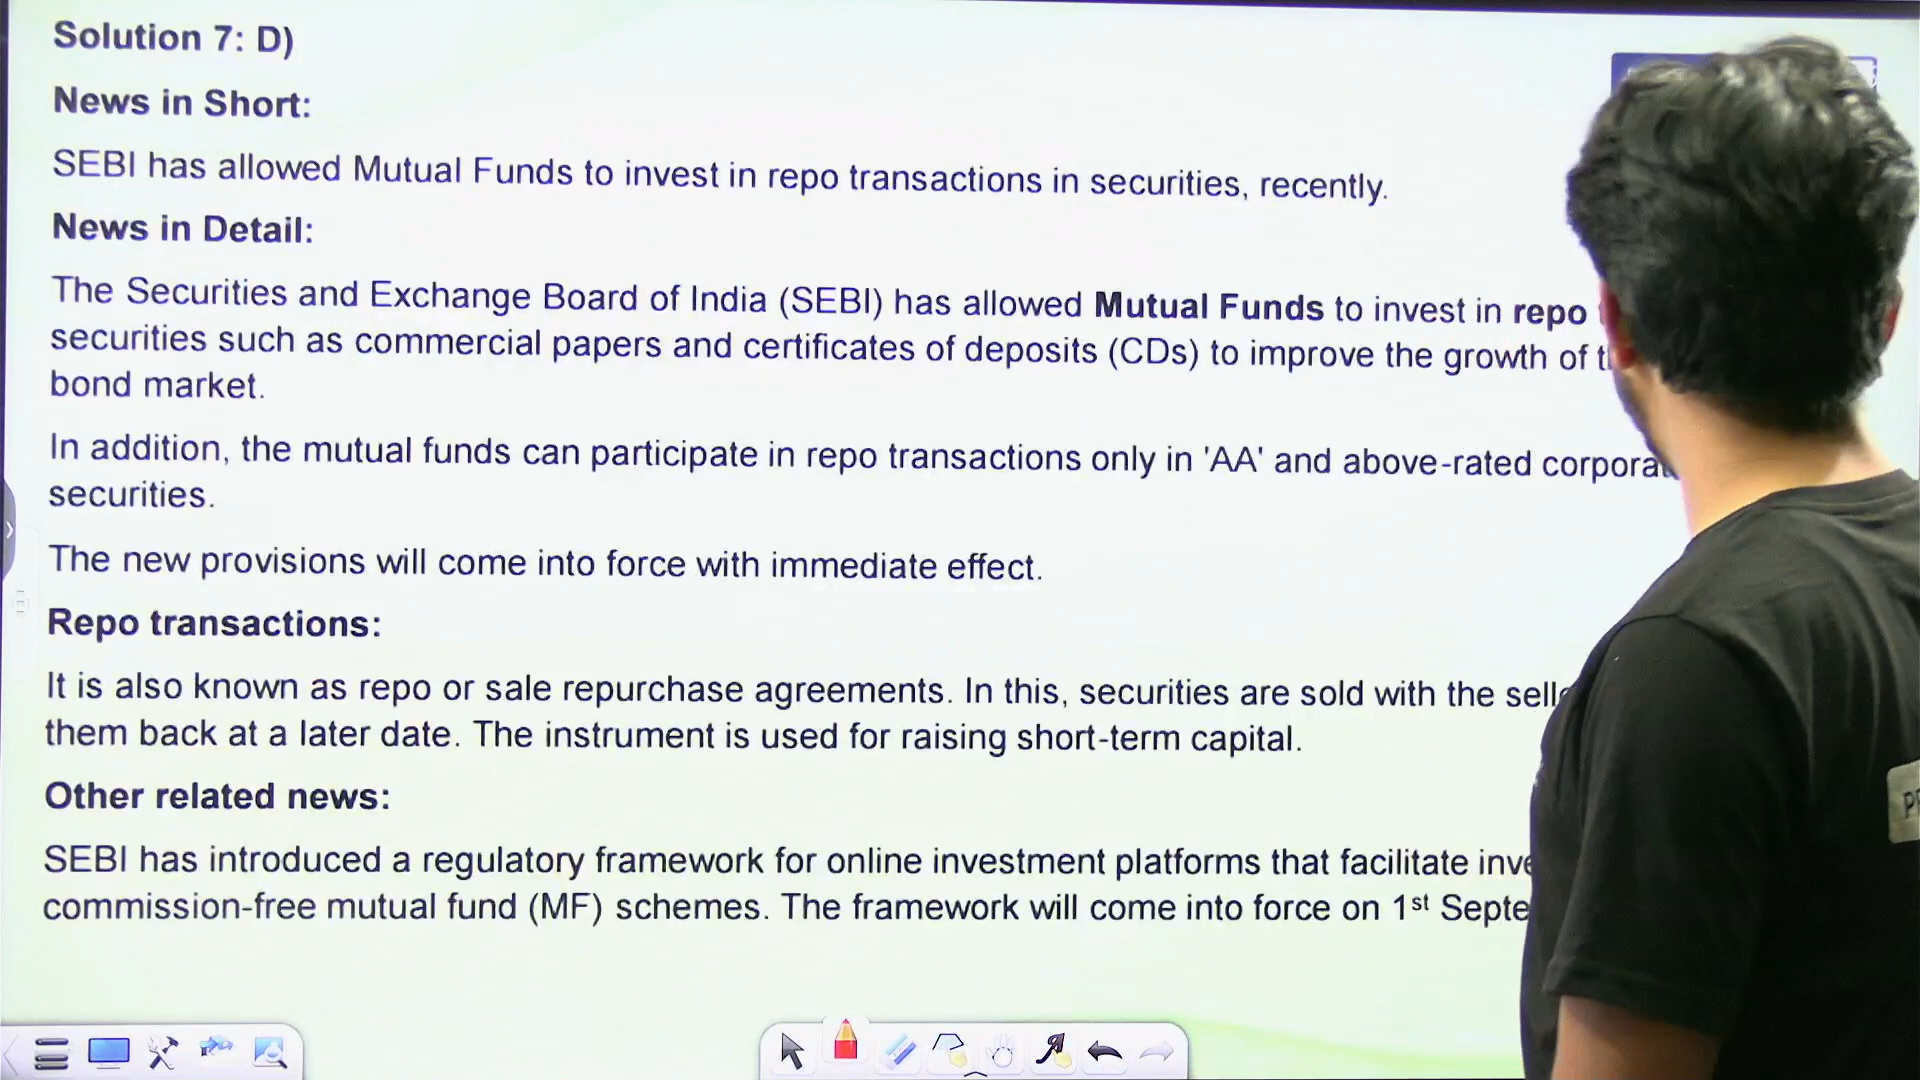 Solution 7: D)
News in Short:
SEBI has allowed Mutual Funds to invest in repo transactions in securities, recently.
News in Detail:
The Securities and Exchange Board of India (SEBI) has allowed Mutual Funds to invest in repo
securities such as commercial papers and certificates of deposits (CDs) to improve the growth of
bond market.
In addition, the mutual funds can participate in repo transactions only in 'AA' and above-rated
securities.
The new provisions will come into force with immediate effect.
Repo transactions:
It is also known as repo or sale repurchase agreements. In this, securities are sold with the
them back at a later date. The instrument is used for raising short-term capital.
Other related news:
SEBI has introduced a regulatory framework for online investment platforms that facilitate
commission-free mutual fund (MF) schemes. The framework will come into force on 1st